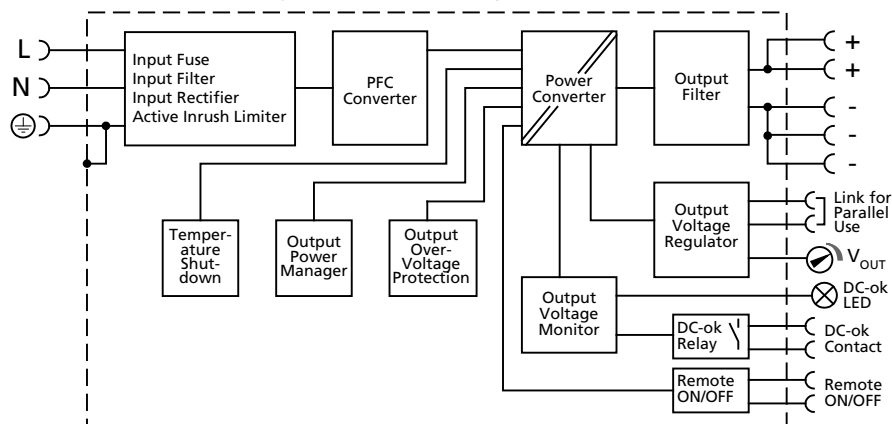 L
N
Input Fuse
Input Filter
Input Rectifier
Active Inrush Limiter
PFC
Converter
Power
Converter
Output
Filter
+
+
-
-
-
Temper-
ature
Shut-
down
Output
Power
Manager
Output
Over-
Voltage
Protection
Output
Voltage
Regulator
Link for
Parallel
Use
VOUT
Output
Voltage
Monitor
DC-ok
LED
DC-ok
Relay
DC-ok
Contact
Remote
ON/OFF
Remote
ON/OFF